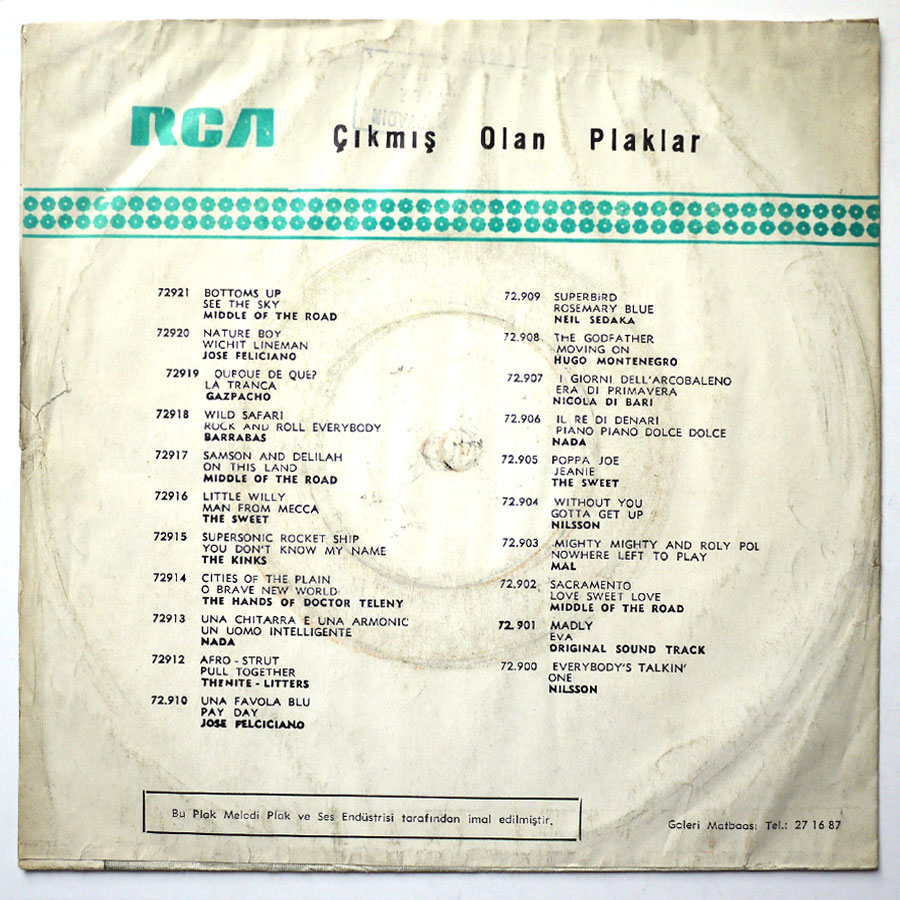 RCA Çıkmış Olan Plaklar
72921 BOTTOMS UP
SEE THE SKY
MIDDLE OF THE ROAD
72920 NATURE BOY
WICHIT LINEMAN
JOSE FELICIANO
72919 QUEQUE DE QUE?
LA TRANCA
GAZPACHO
72918 WILD SAFARI
ROCK AND ROLL EVERYBODY
BARRABAS
72917 SAMSON AND DELILAH
ON THIS LAND
MIDDLE OF THE ROAD
72916 LITTLE WILLY
MAN FROM MECCA
THE SWEET
72915 SUPERSONIC ROCKET SHIP
YOU DON'T KNOW MY NAME
THE KINKS
72914 CITIES OF THE PLAIN
O BRAVE NEW WORLD
THE HANDS OF DOCTOR TELENY
72913 UNA CHITARRA E UNA ARMONIC
UN UOMO INTELLIGENTE
NADA
72912 AFRO - STRUT
PULL TOGETHER
THENITE - LITTERS
72.910 UNA FAVOLA BLU
PAY DAY
JOSE FELCICIANO
72.909 SUPERBIRD
ROSEMARY BLUE
NEIL SEDAKA
72.908 THE GODFATHER
MOVING ON
HUGO MONTENEGRO
72.907 I GIORNI DELL'ARCOBALENO
ERA DI PRIMAVERA
NICOLA DI BARI
72.906 IL RE DI DENARI
PIANO PIANO DOLCE DOLCE
NADA
72.905 POPPA JOE
JEANIE
THE SWEET
72.904 WITHOUT YOU
GOTTA GET UP
NILSSON
72.903 MIGHTY MIGHTY AND ROLY POL
NOWHERE LEFT TO PLAY
MAL
72.902 SACRAMENTO
LOVE SWEET LOVE
MIDDLE OF THE ROAD
72.901 MADLY
EVA
ORIGINAL SOUND TRACK
72.900 EVERYBODY'S TALKIN'
ONE
NILSSON
Bu Plak Melodi Plak ve Ses Endüstrisi tarafından imal edilmiştir.
Galeri Matbaası Tel.: 27 16 87